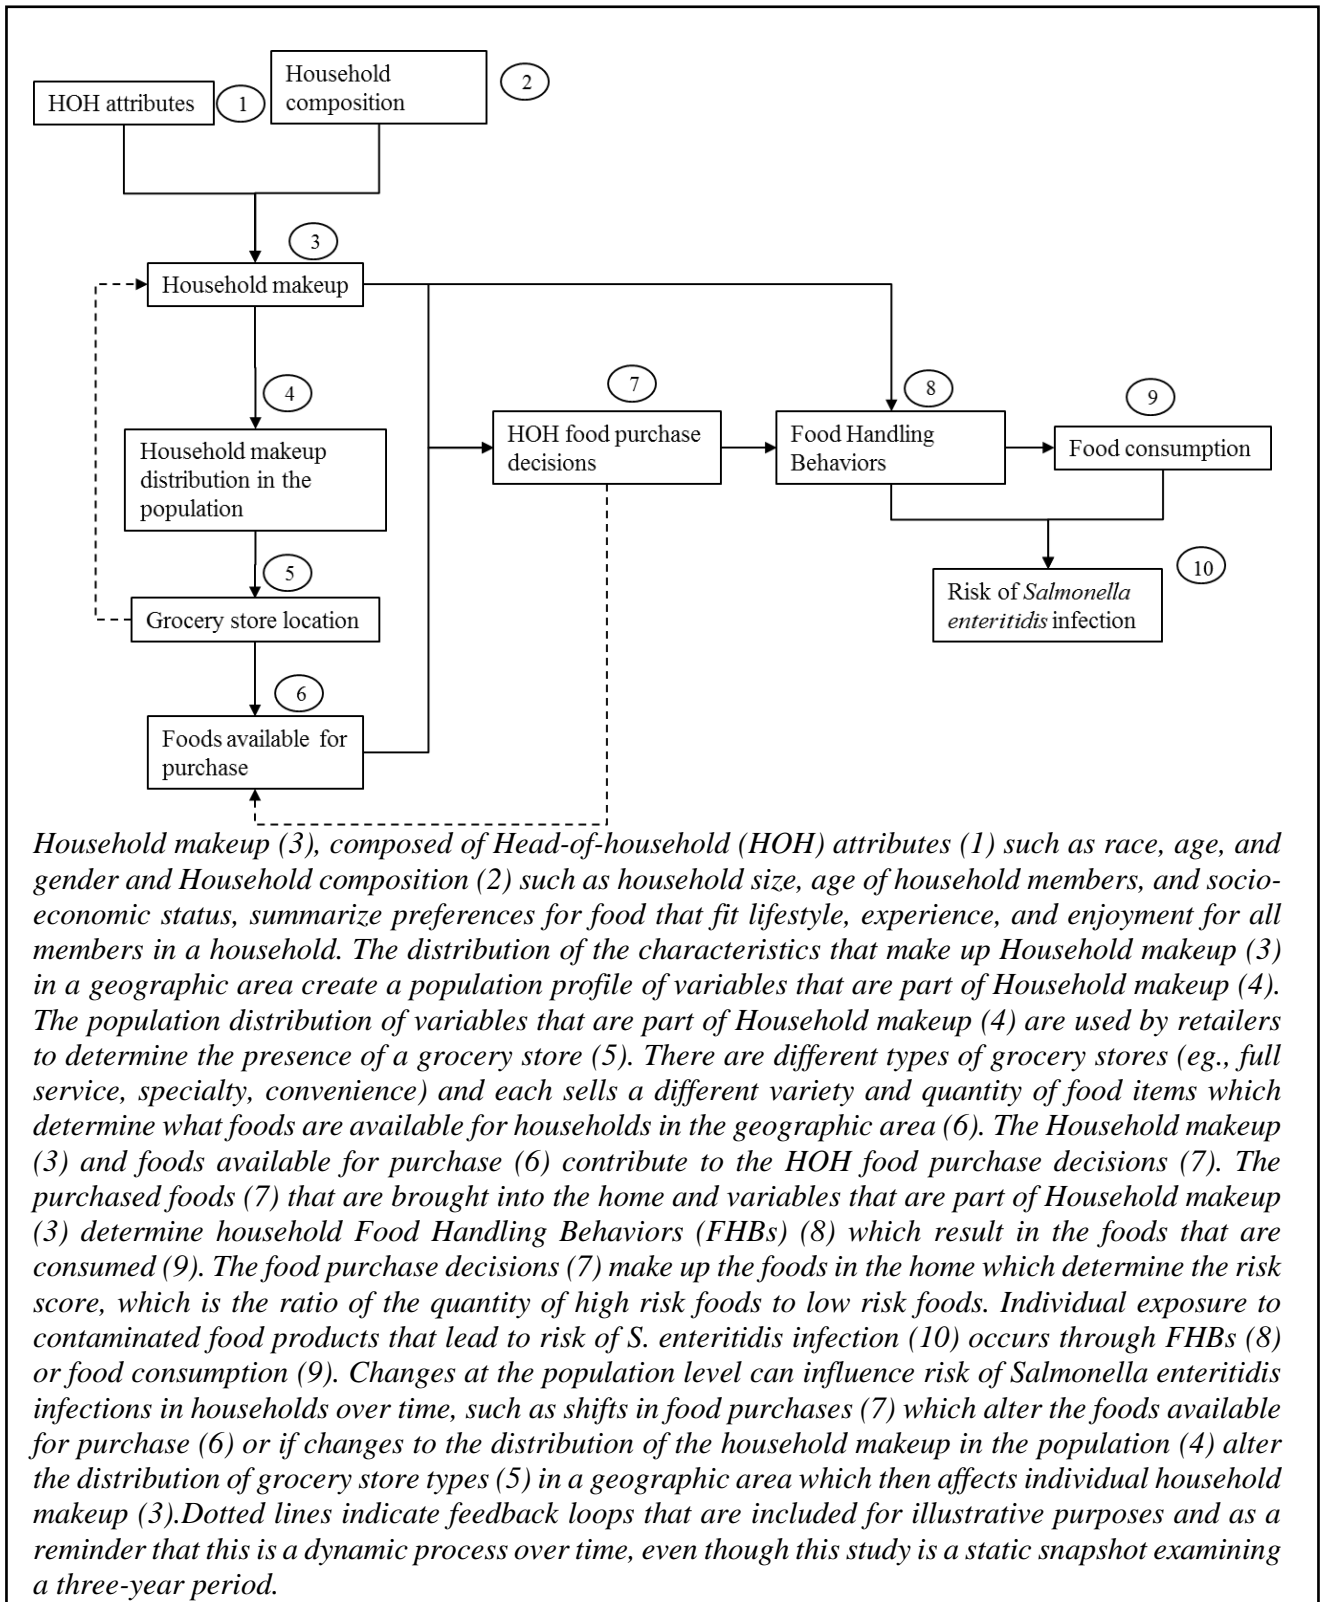 Household
composition
2
HOH attributes
1
3
Household makeup
4
7
8
9
Household makeup
distribution in the
population
HOH food purchase
decisions
Food Handling
Behaviors
Food consumption
5
10
Grocery store location
Risk of Salmonella
enteritidis infection
6
Foods available for
purchase
Household makeup (3), composed of Head-of-household (HOH) attributes (1) such as race, age, and
gender and Household composition (2) such as household size, age of household members, and socio-
economic status, summarize preferences for food that fit lifestyle, experience, and enjoyment for all
members in a household. The distribution of the characteristics that make up Household makeup (3)
in a geographic area create a population profile of variables that are part of Household makeup (4).
The population distribution of variables that are part of Household makeup (4) are used by retailers
to determine the presence of a grocery store (5). There are different types of grocery stores (eg., full
service, specialty, convenience) and each sells a different variety and quantity of food items which
determine what foods are available for households in the geographic area (6). The Household makeup
(3) and foods available for purchase (6) contribute to the HOH food purchase decisions (7). The
purchased foods (7) that are brought into the home and variables that are part of Household makeup
(3) determine household Food Handling Behaviors (FHBs) (8) which result in the foods that are
consumed (9). The food purchase decisions (7) make up the foods in the home which determine the risk
score, which is the ratio of the quantity of high risk foods to low risk foods. Individual exposure to
contaminated food products that lead to risk of S. enteritidis infection (10) occurs through FHBs (8)
or food consumption (9). Changes at the population level can influence risk of Salmonella enteritidis
infections in households over time, such as shifts in food purchases (7) which alter the foods available
for purchase (6) or if changes to the distribution of the household makeup in the population (4) alter
the distribution of grocery store types (5) in a geographic area which then affects individual household
makeup (3).Dotted lines indicate feedback loops that are included for illustrative purposes and as a
reminder that this is a dynamic process over time, even though this study is a static snapshot examining
a three-year period.